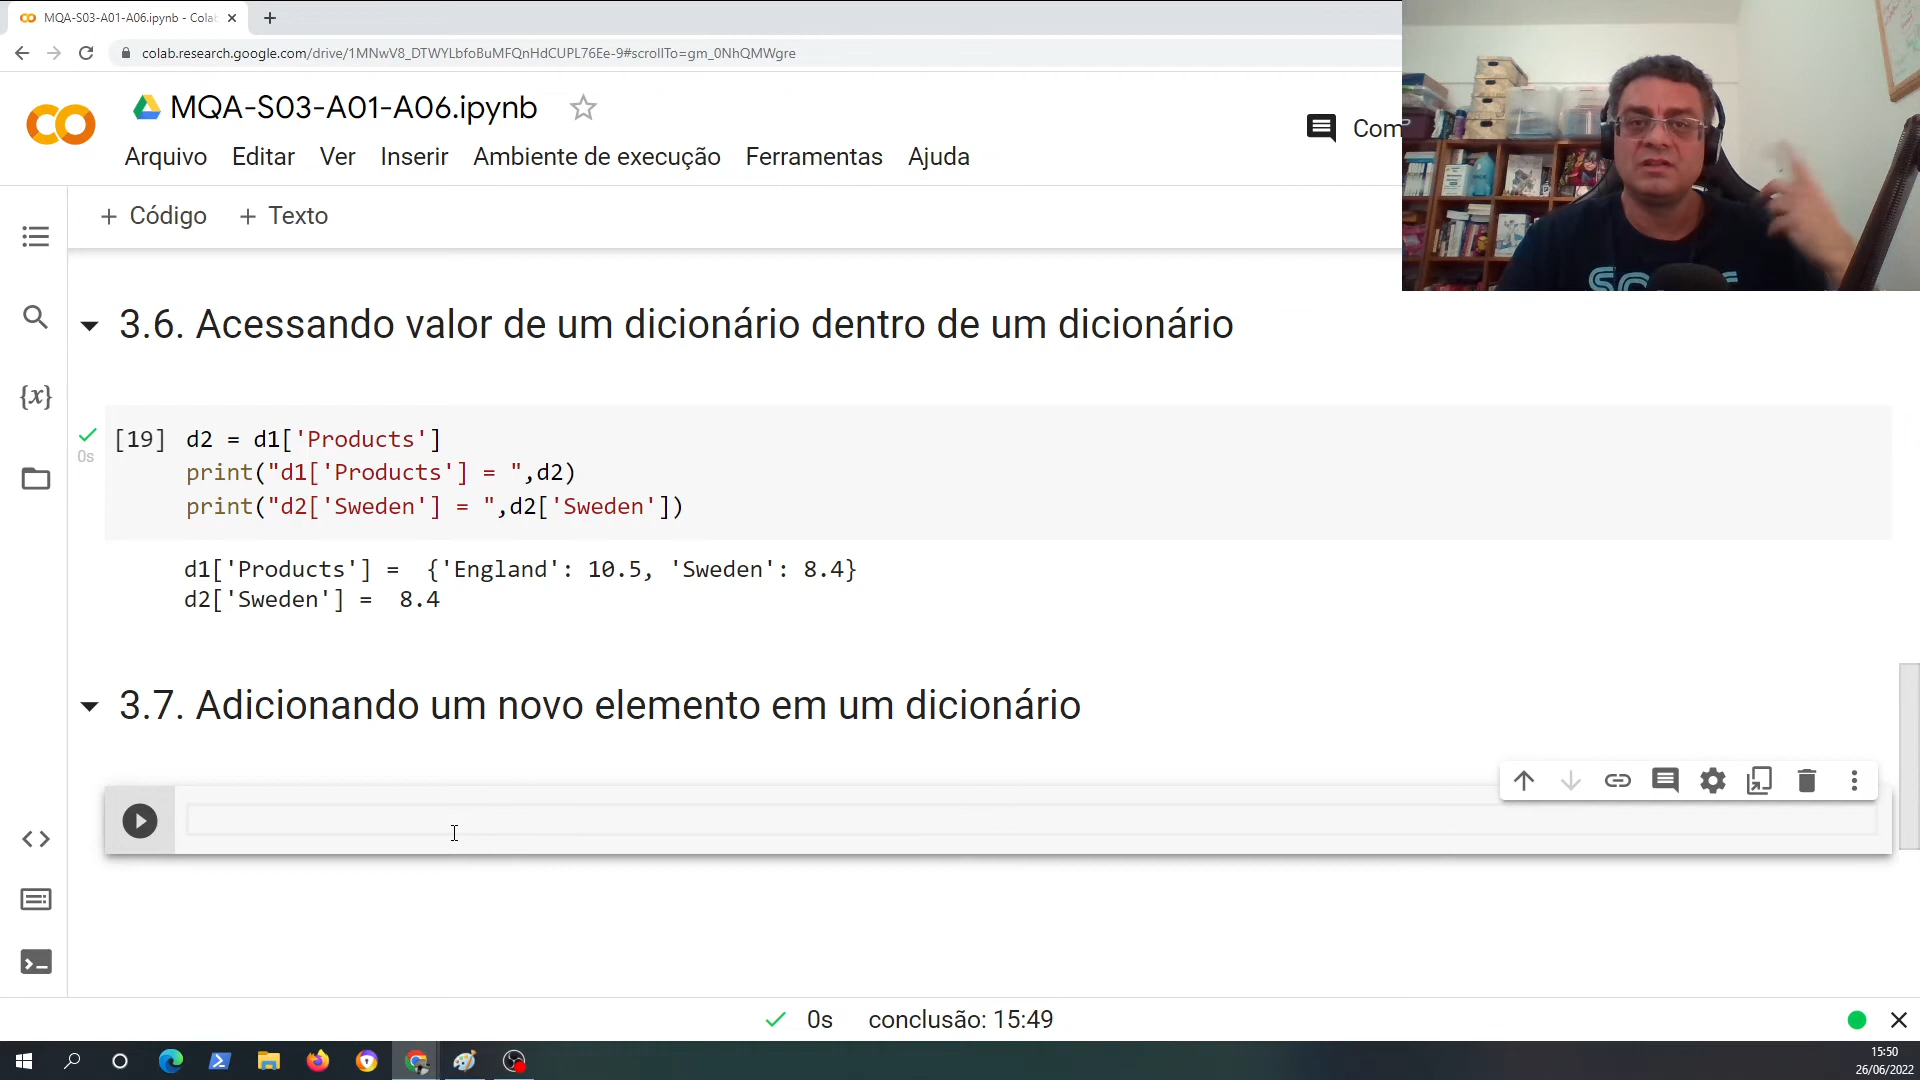 MQA-S03-A01-A06.ipynb - Cola
colab.research.google.com/drive/1MNwV8_DTWYLbfoBuMFQnHdCUPL76Ee-9#scrollTo=gm_0NhQMWgre
MQA-S03-A01-A06.ipynb
Com
Arquivo Editar Ver Inserir Ambiente de execução Ferramentas Ajuda
+ Código + Texto
3.6. Acessando valor de um dicionário dentro de um dicionário
[19] d2 = d1['Products']
0s
print("d1['Products'] = ",d2)
print("d2['Sweden'] = ",d2['Sweden'])
d1['Products'] =  {'England': 10.5, 'Sweden': 8.4}
d2['Sweden'] =  8.4
3.7. Adicionando um novo elemento em um dicionário
0s conclusão: 15:49
15:50
26/06/2022